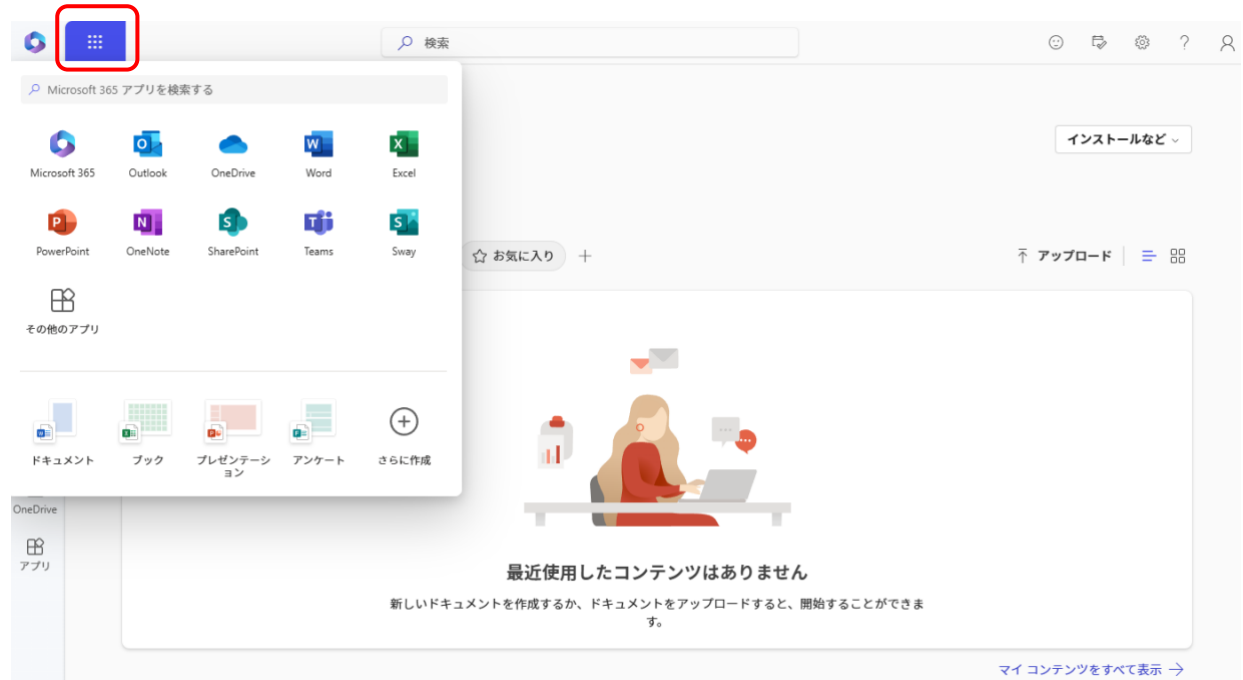 検索
Microsoft 365 アプリを検索する
Microsoft 365
Outlook
OneDrive
Word
Excel
インストールなど
PowerPoint
OneNote
SharePoint
Teams
Sway
お気に入り
アップロード
その他のアプリ
ドキュメント
ブック
プレゼンテーシ
ョン
アンケート
さらに作成
OneDrive
アプリ
最近使用したコンテンツはありません
新しいドキュメントを作成するか、ドキュメントをアップロードすると、開始することができま
す。
マイ コンテンツをすべて表示